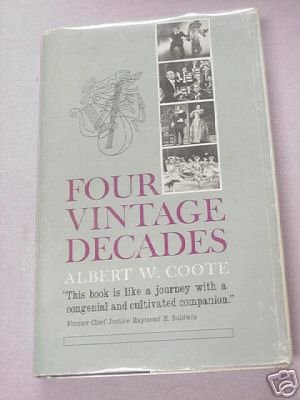 FOUR
VINTAGE
DECADES
ALBERT W. COOTE
"This book is like a journey with a
congenial and cultivated companion."
Former Chief Justice Raymond E. Baldwin